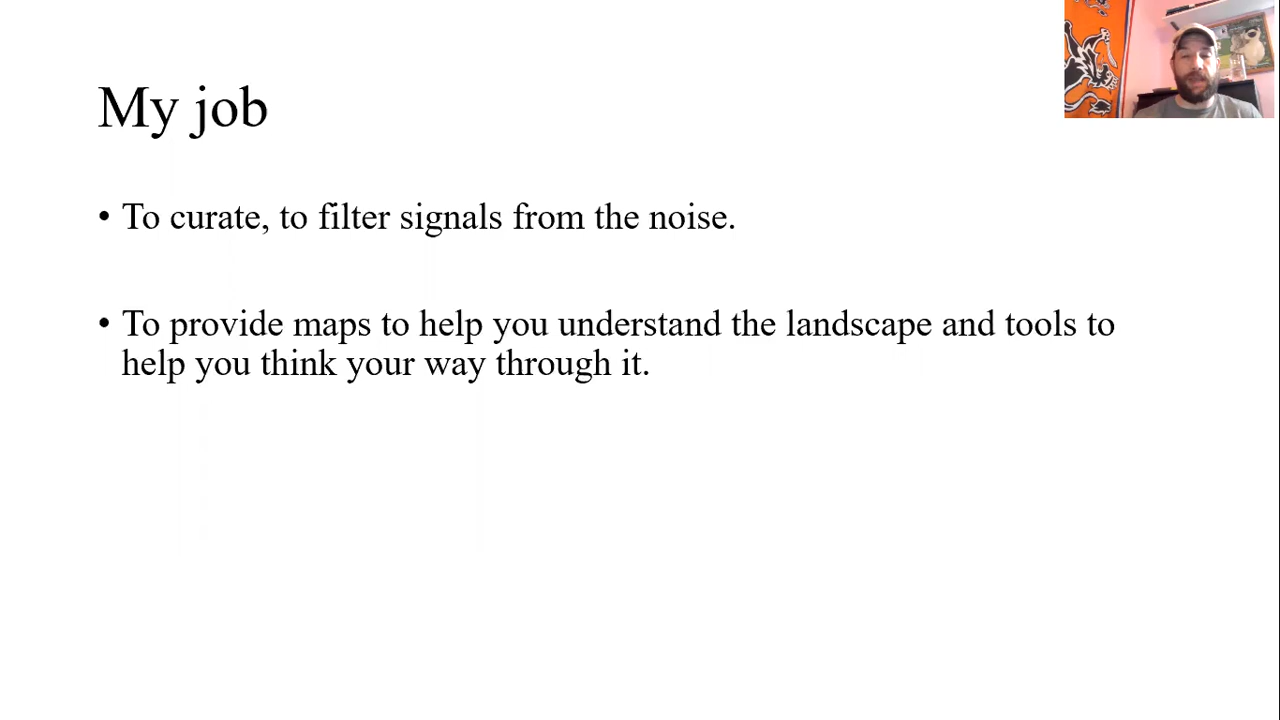 My job
• To curate, to filter signals from the noise.
• To provide maps to help you understand the landscape and tools to
help you think your way through it.